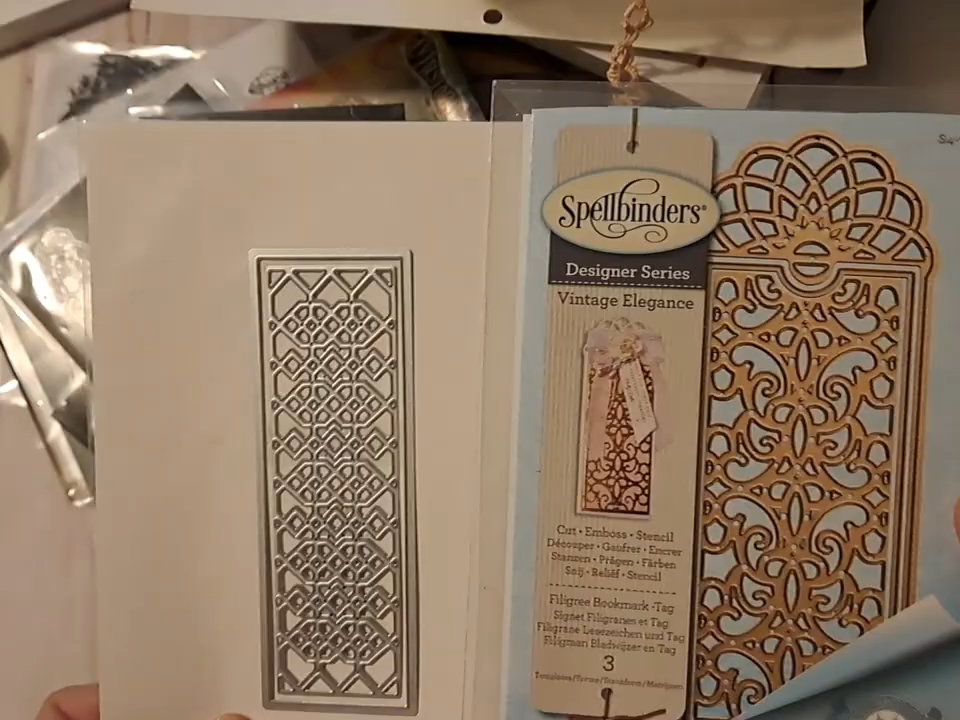 Spellbinders®
Designer Series
Vintage Elegance
Cut • Emboss • Stencil
Découper • Gaufrer • Encrer
Stanzen • Prägen • Färben
Snij • Reliëf • Stencil
Filigree Bookmark -Tag
Signet Filigranes et Tag
Filigrane Lesezeichen und Tag
Filigraan Bladwijzer en Tag
3